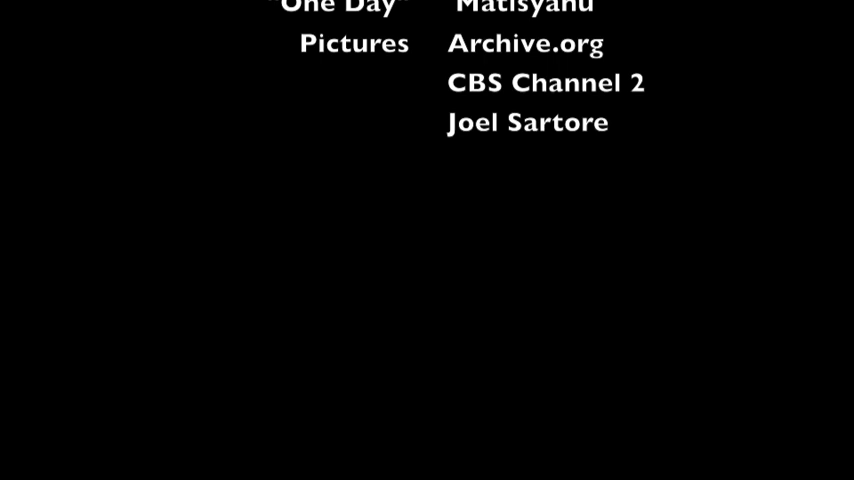 "One Day" Matisyahu
Pictures Archive.org
CBS Channel 2
Joel Sartore